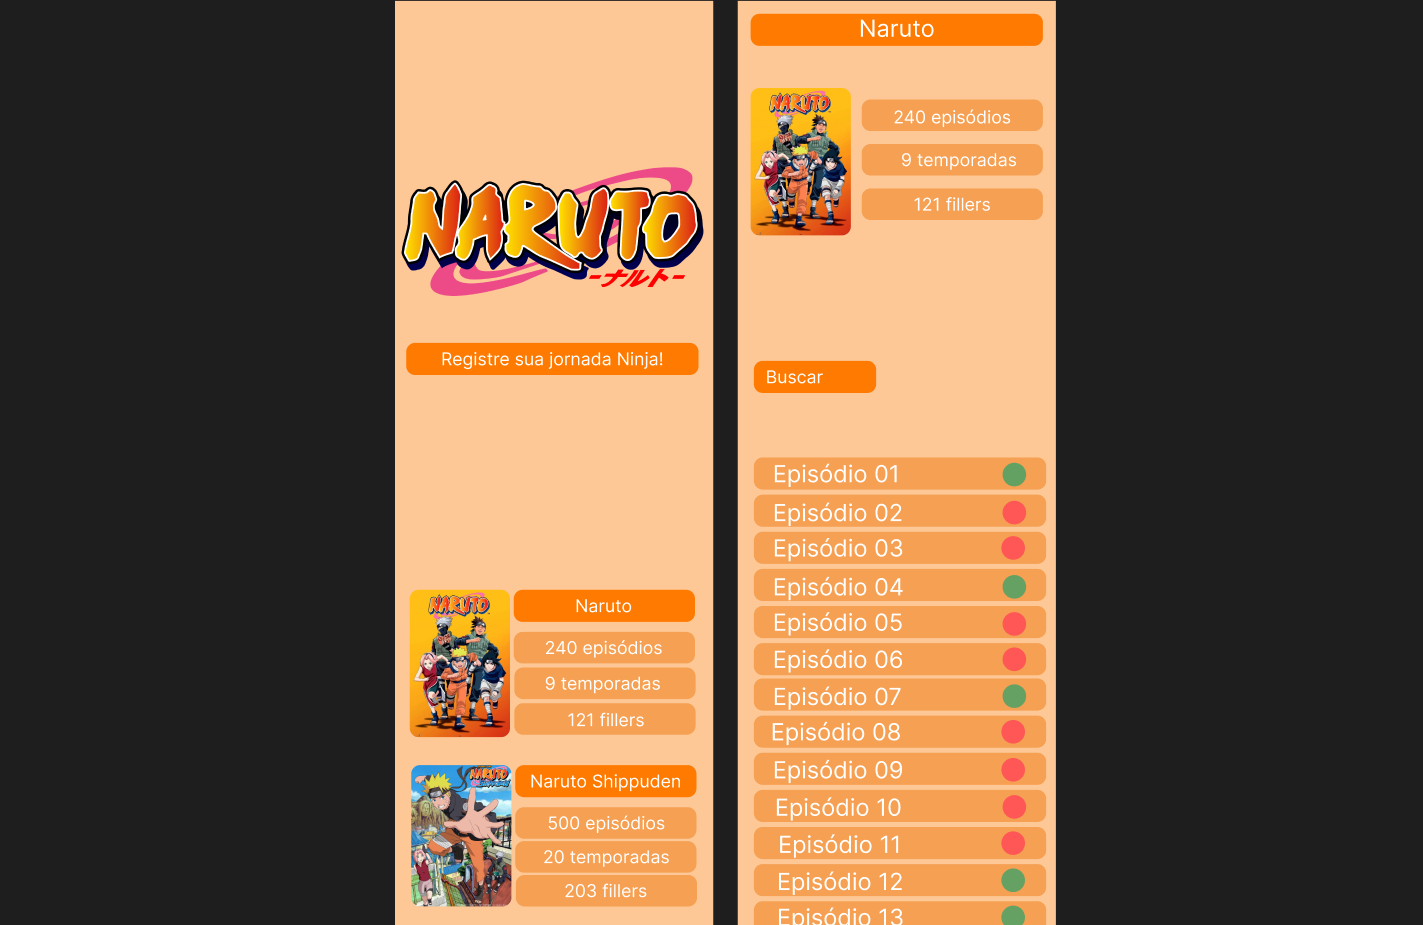 NARUTO
-ナルト-
Registre sua jornada Ninja!
NARUTO
Naruto
240 episódios
9 temporadas
121 fillers
NARUTO
Naruto Shippuden
500 episódios
20 temporadas
203 fillers
Naruto
NARUTO
240 episódios
9 temporadas
121 fillers
Buscar
Episódio 01
Episódio 02
Episódio 03
Episódio 04
Episódio 05
Episódio 06
Episódio 07
Episódio 08
Episódio 09
Episódio 10
Episódio 11
Episódio 12
Episódio 13